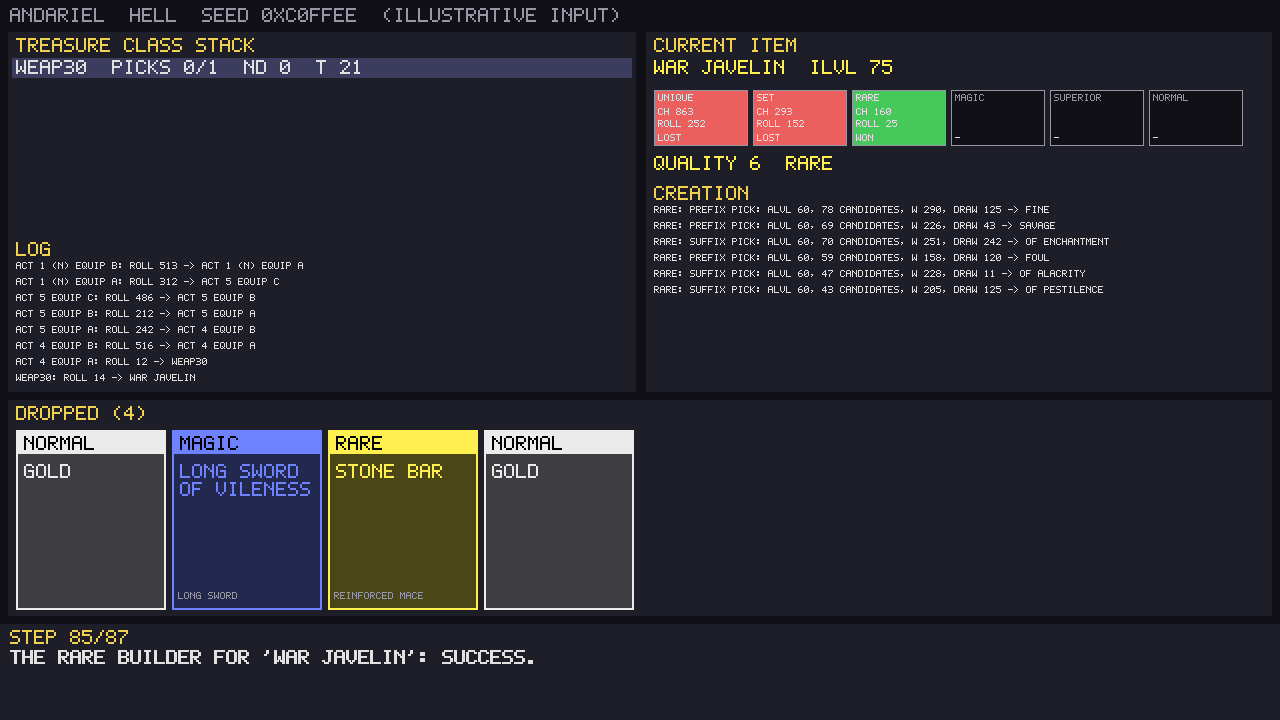 ANDARIEL  HELL  SEED 0XC0FFEE  (ILLUSTRATIVE INPUT)
TREASURE CLASS STACK
WEAP30  PICKS 0/1  ND 0  T 21
LOG
ACT 1 (N) EQUIP B: ROLL 513 -> ACT 1 (N) EQUIP A
ACT 1 (N) EQUIP A: ROLL 312 -> ACT 5 EQUIP C
ACT 5 EQUIP C: ROLL 486 -> ACT 5 EQUIP B
ACT 5 EQUIP B: ROLL 212 -> ACT 5 EQUIP A
ACT 5 EQUIP A: ROLL 242 -> ACT 4 EQUIP B
ACT 4 EQUIP B: ROLL 516 -> ACT 4 EQUIP A
ACT 4 EQUIP A: ROLL 12 -> WEAP30
WEAP30: ROLL 14 -> WAR JAVELIN
CURRENT ITEM
WAR JAVELIN  ILVL 75
UNIQUE
CH 863
ROLL 252
LOST
SET
CH 293
ROLL 152
LOST
RARE
CH 160
ROLL 25
WON
MAGIC
-
SUPERIOR
-
NORMAL
-
QUALITY 6  RARE
CREATION
RARE: PREFIX PICK: ALVL 60, 78 CANDIDATES, W 290, DRAW 125 -> FINE
RARE: PREFIX PICK: ALVL 60, 69 CANDIDATES, W 226, DRAW 43 -> SAVAGE
RARE: SUFFIX PICK: ALVL 60, 70 CANDIDATES, W 251, DRAW 242 -> OF ENCHANTMENT
RARE: PREFIX PICK: ALVL 60, 59 CANDIDATES, W 158, DRAW 120 -> FOUL
RARE: SUFFIX PICK: ALVL 60, 47 CANDIDATES, W 228, DRAW 11 -> OF ALACRITY
RARE: SUFFIX PICK: ALVL 60, 43 CANDIDATES, W 205, DRAW 125 -> OF PESTILENCE
DROPPED (4)
NORMAL
GOLD
MAGIC
LONG SWORD
OF VILENESS
LONG SWORD
RARE
STONE BAR
REINFORCED MACE
NORMAL
GOLD
STEP 85/87
THE RARE BUILDER FOR 'WAR JAVELIN': SUCCESS.